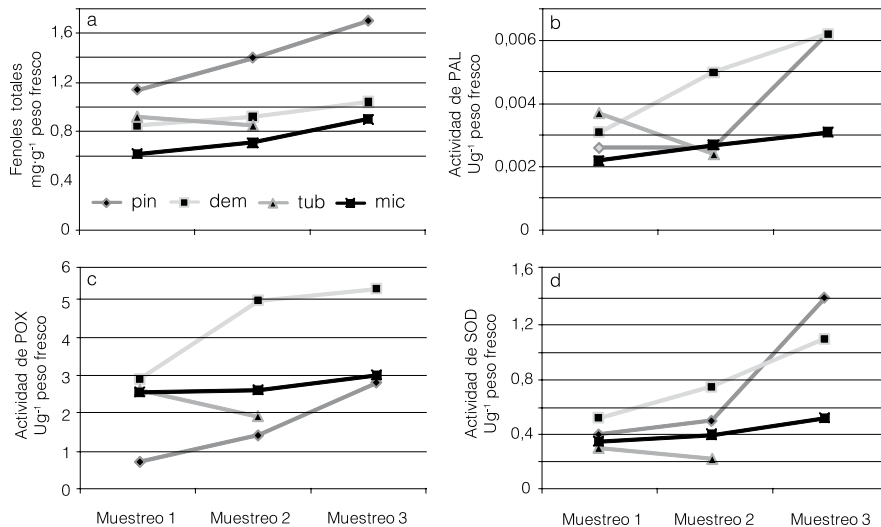 a
Fenoles totales
mg·g⁻¹ peso fresco
1,6
1,2
0,8
0,4
0
pin dem tub mic
b
Actividad de PAL
Ug⁻¹ peso fresco
0,006
0,004
0,002
0
c
Actividad de POX
Ug⁻¹ peso fresco
6
5
4
3
2
1
0
Muestreo 1 Muestreo 2 Muestreo 3
d
Actividad de SOD
Ug⁻¹ peso fresco
1,6
1,2
0,8
0,4
0
Muestreo 1 Muestreo 2 Muestreo 3